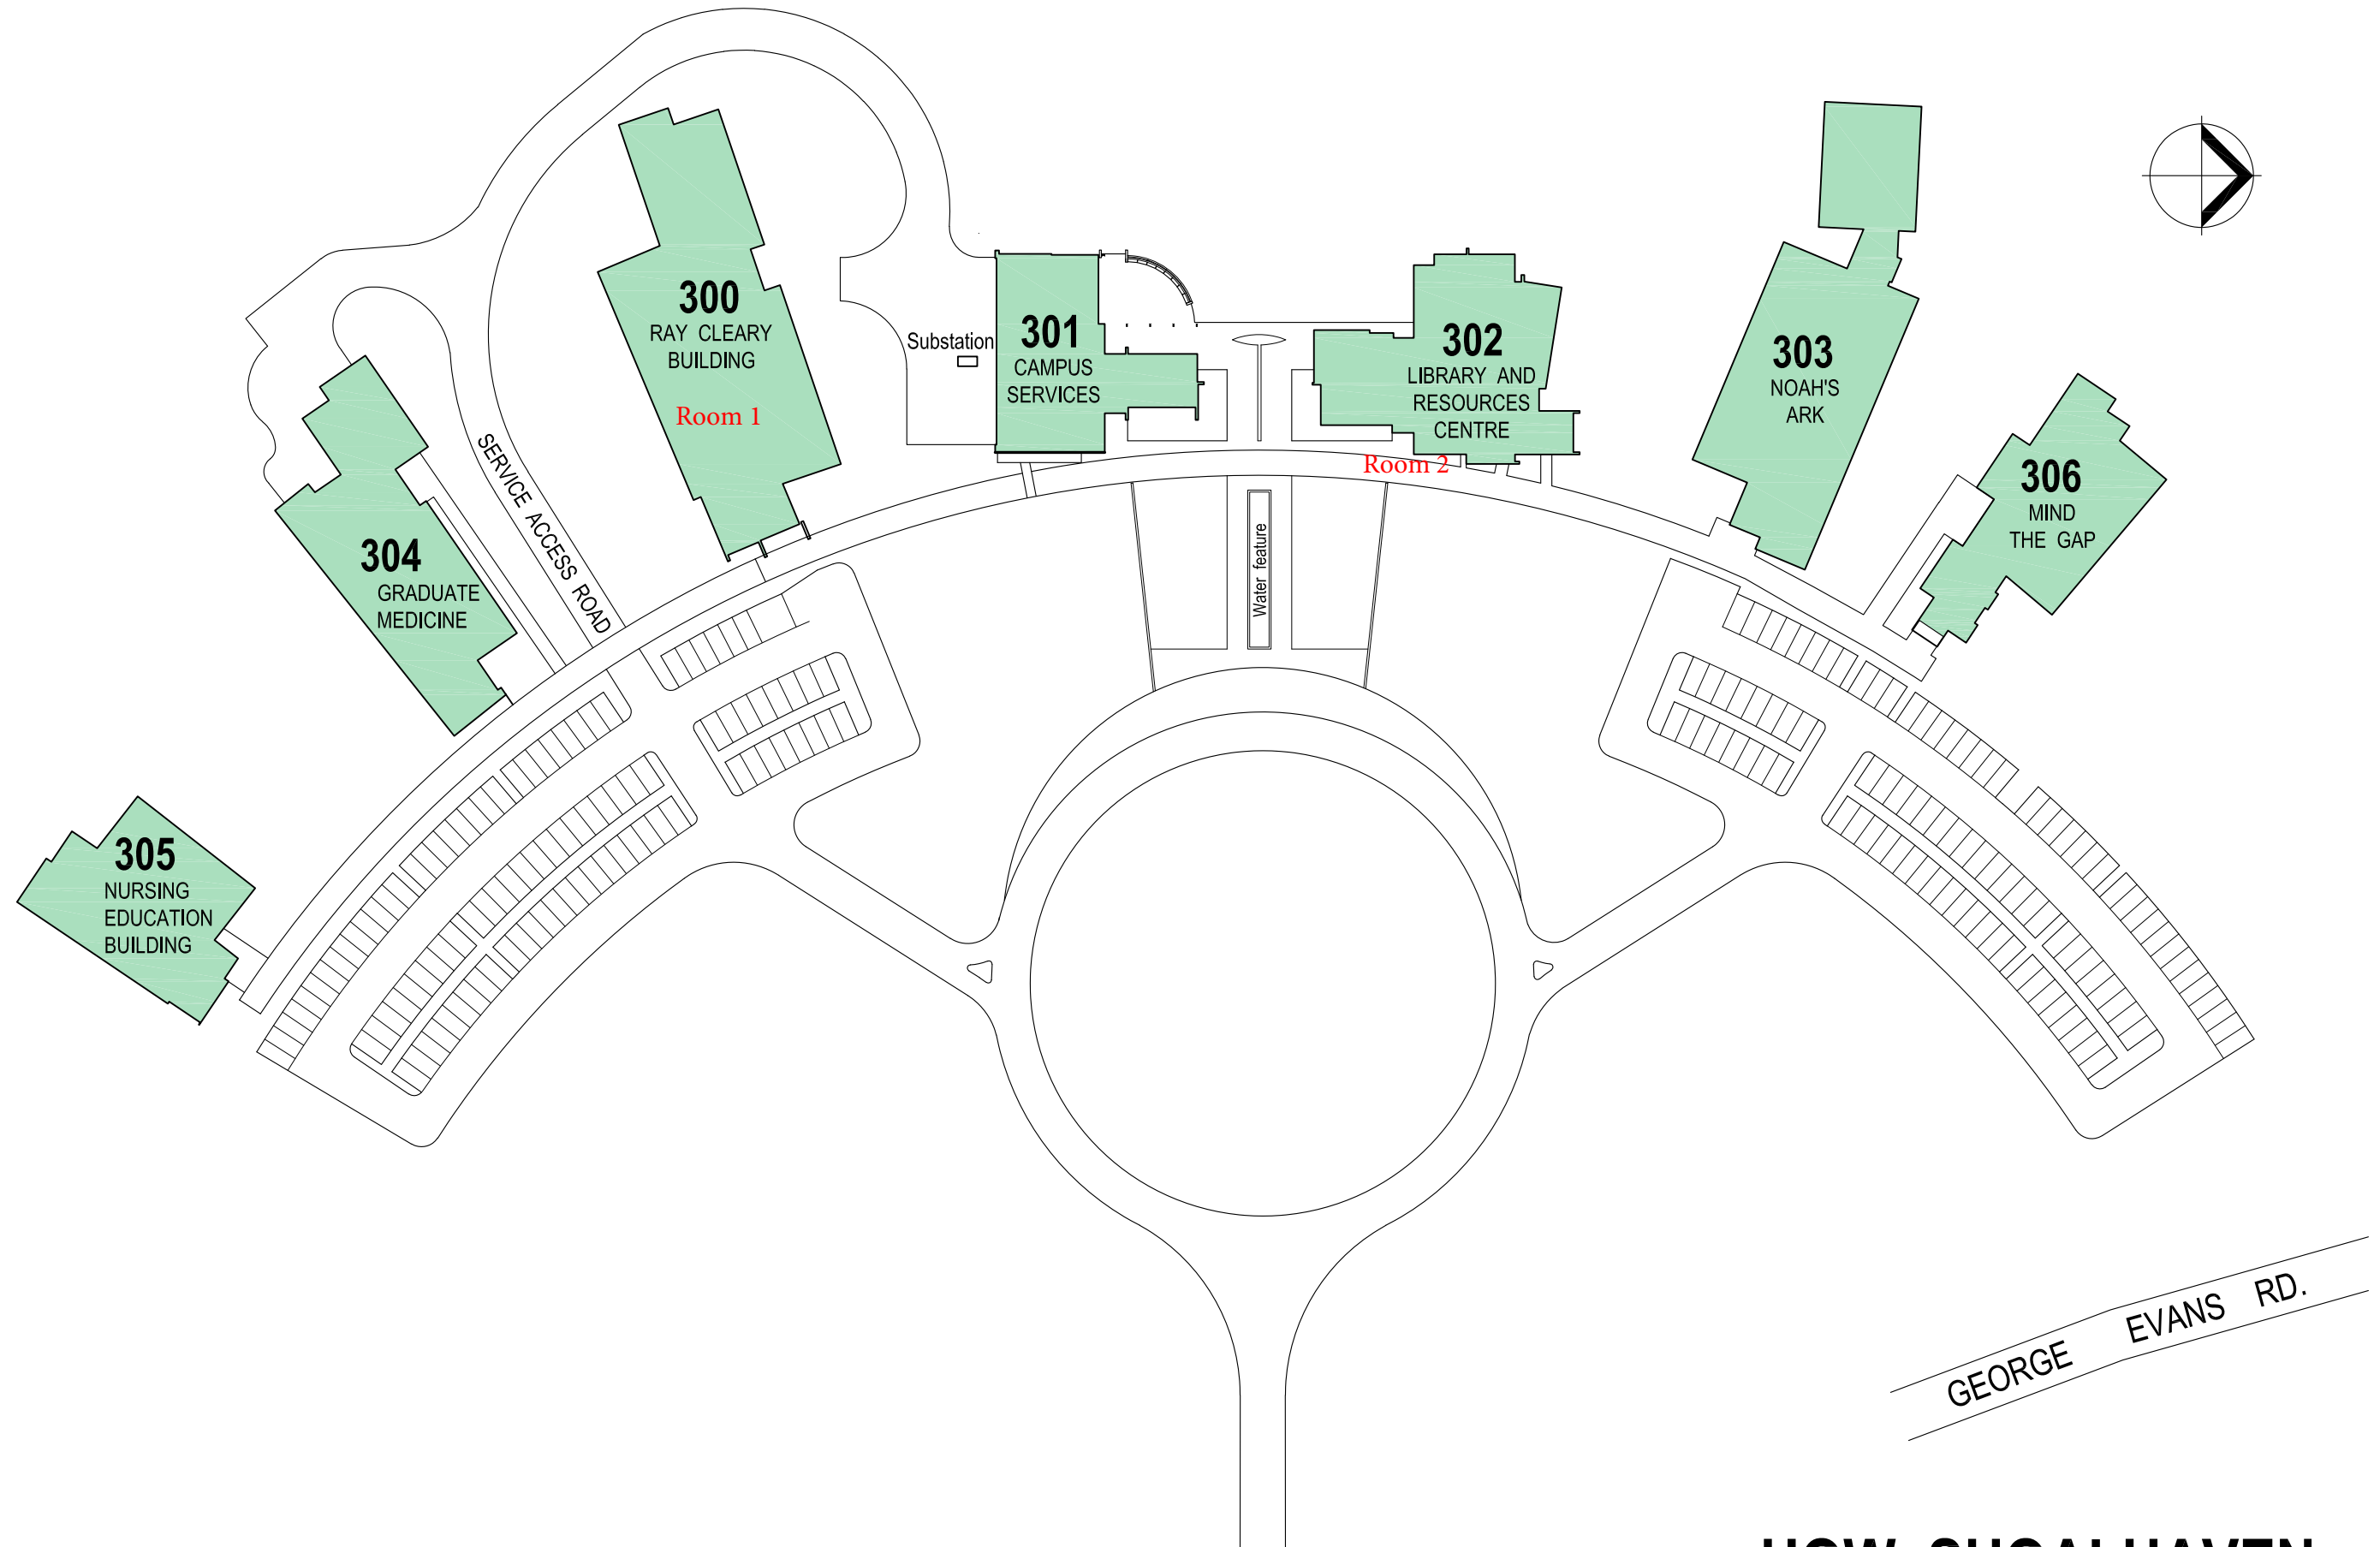 300
RAY CLEARY
BUILDING
Room 1
Substation
301
CAMPUS
SERVICES
302
LIBRARY AND
RESOURCES
CENTRE
Room 2
303
NOAH'S
ARK
306
MIND
THE GAP
304
GRADUATE
MEDICINE
SERVICE ACCESS ROAD
Water feature
305
NURSING
EDUCATION
BUILDING
GEORGE EVANS RD.